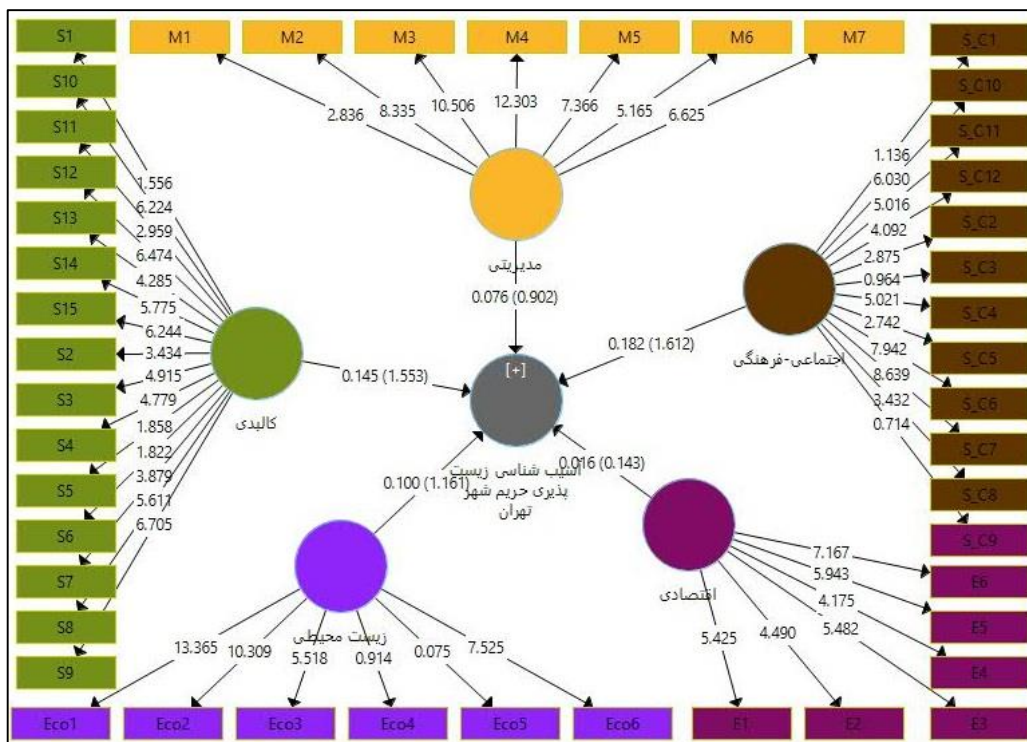 S1
M1
M2
M3
M4
M5
M6
M7
S_C1
S10
S_C10
S11
S_C11
S12
S_C12
S13
S_C2
S14
S_C3
S15
S_C4
S2
S_C5
S3
S_C6
S4
S_C7
S5
S_C8
S6
S_C9
S7
E6
S8
E5
S9
E4
Eco1
Eco2
Eco3
Eco4
Eco5
Eco6
E1
E2
E3
2.836
8.335
10.506
12.303
7.366
5.165
6.625
مدیریتی
0.076 (0.902)
1.556
6.224
2.959
6.474
4.285
5.775
6.244
3.434
4.915
4.779
1.858
1.822
3.879
5.611
6.705
کالبدی
0.145 (1.553)
1.136
6.030
5.016
4.092
2.875
0.964
5.021
2.742
7.942
8.639
3.432
0.714
اجتماعی-فرهنگی
0.182 (1.612)
[+]
آسیب شناسی زیست
پذیری حریم شهر
تهران
0.100 (1.161)
0.016 (0.143)
زیست محیطی
13.365
10.309
5.518
0.914
0.075
7.525
اقتصادی
7.167
5.943
4.175
5.482
5.425
4.490